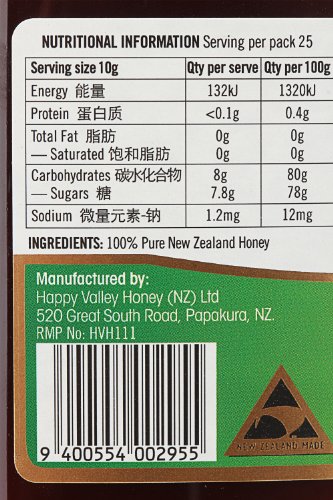 NUTRITIONAL INFORMATION Serving per pack 25
Serving size 10g Qty per serve Qty per 100g
Energy 能量 132kJ 1320kJ
Protein 蛋白质 <0.1g 0.4g
Total Fat 脂肪 0g 0g
— Saturated 饱和脂肪 0g 0g
Carbohydrates 碳水化合物 8g 80g
— Sugars 糖 7.8g 78g
Sodium 微量元素-钠 1.2mg 12mg
INGREDIENTS: 100% Pure New Zealand Honey
Manufactured by:
Happy Valley Honey (NZ) Ltd
520 Great South Road, Papakura, NZ.
RMP No: HVH111
9 400554 002955
NEW ZEALAND MADE